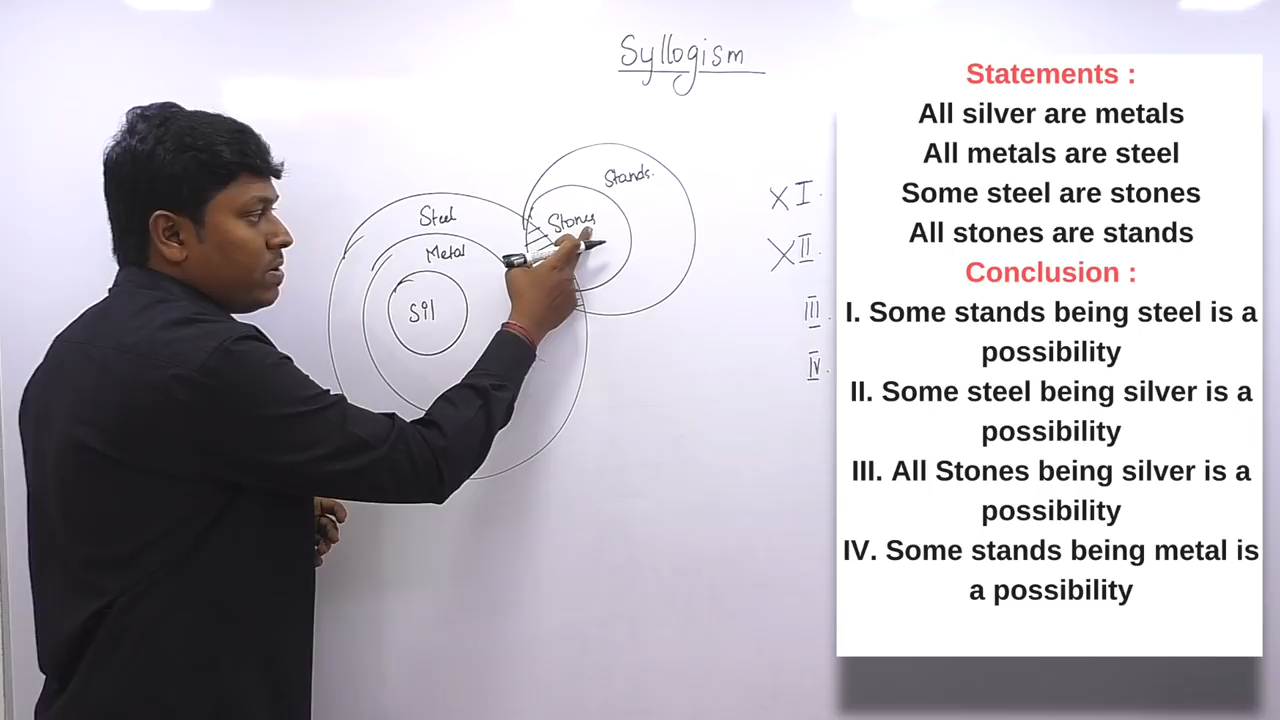 Syllogism
Steel
Metal
Sil
Stones
Stands.
X I.
X II.
III.
IV.
Statements :
All silver are metals
All metals are steel
Some steel are stones
All stones are stands
Conclusion :
I. Some stands being steel is a
possibility
II. Some steel being silver is a
possibility
III. All Stones being silver is a
possibility
IV. Some stands being metal is
a possibility